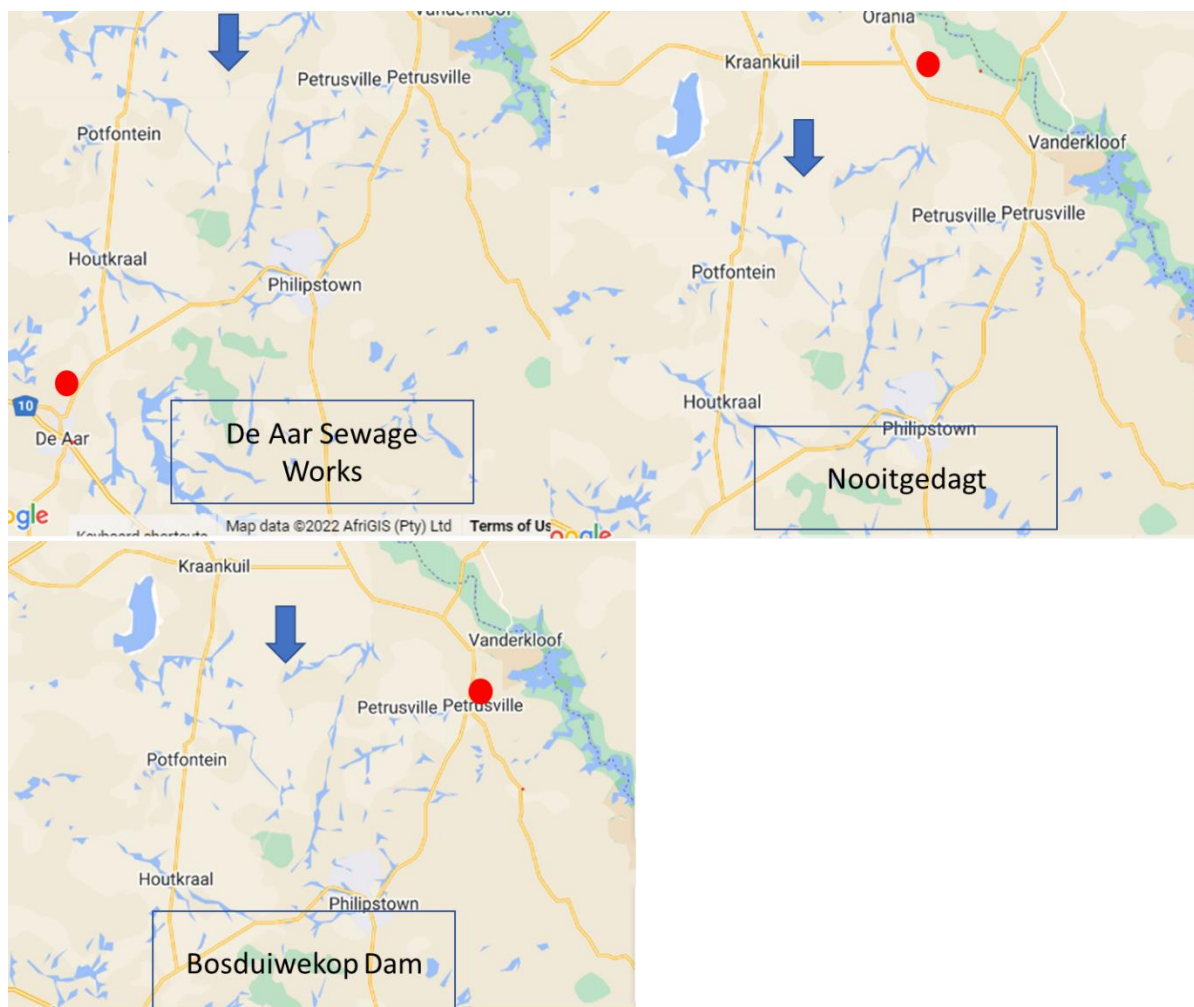 Vanderkloof
Petrusville Petrusville
Potfontein
Houtkraal
Philipstown
10
De Aar
De Aar Sewage
Works
Map data ©2022 AfriGIS (Pty) Ltd
Terms of Us
ogle
Orania
Kraankuil
Vanderkloof
Petrusville Petrusville
Potfontein
Houtkraal
Philipstown
Nooitgedagt
oogle
Kraankuil
Vanderkloof
Petrusville Petrusville
Potfontein
Houtkraal
Philipstown
Bosduiwekop Dam